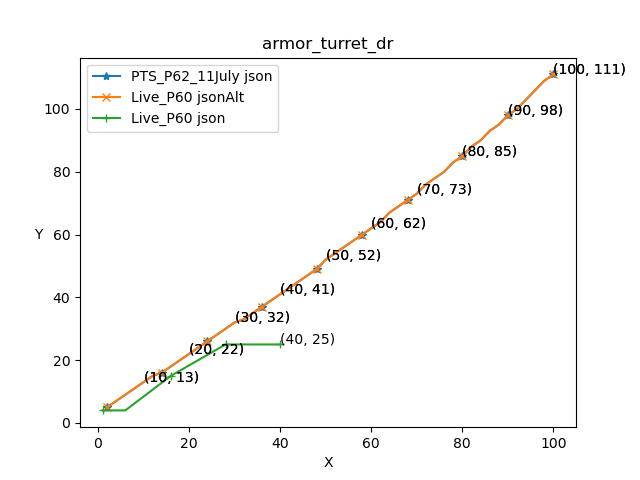 armor_turret_dr
PTS_P62_11July json
Live_P60 jsonAlt
Live_P60 json
(100, 111)
(90, 98)
(80, 85)
(70, 73)
(60, 62)
(50, 52)
(40, 41)
(30, 32)
(40, 25)
(20, 22)
(10, 13)
Y
100
80
60
40
20
0
0 20 40 60 80 100
X